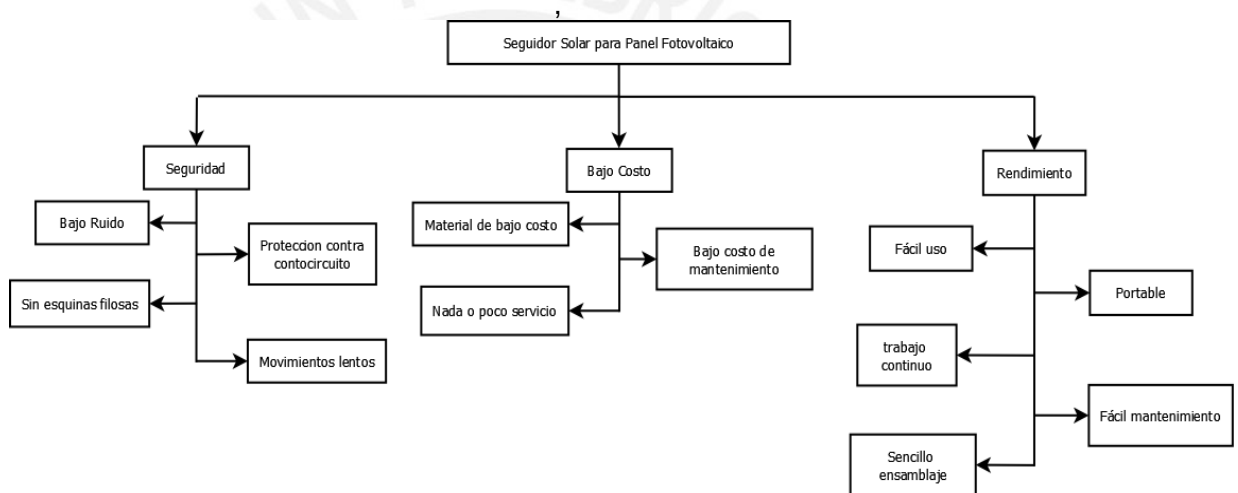 ,
Seguidor Solar para Panel Fotovoltaico
Seguridad
Bajo Costo
Rendimiento
Bajo Ruido
Proteccion contra
contocircuito
Sin esquinas filosas
Movimientos lentos
Material de bajo costo
Bajo costo de
mantenimiento
Nada o poco servicio
Fácil uso
Portable
trabajo
continuo
Fácil mantenimiento
Sencillo
ensamblaje